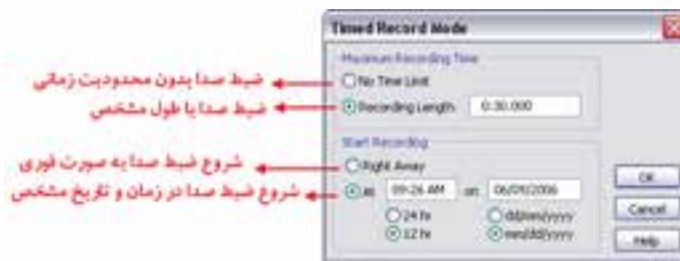 Timed Record Mode
Maximum Recording Time
ضبط صدا بدون محدودیت زمانی
No Time Limit
ضبط صدا با طول مشخص
Recording Length 0:30.000
Start Recording
شروع ضبط صدا به صورت فوری
Right Away
شروع ضبط صدا در زمان و تاریخ مشخص
At 09:26 AM on 06/09/2006
24 hr dd/mm/yyyy
12 hr mm/dd/yyyy
OK
Cancel
Help